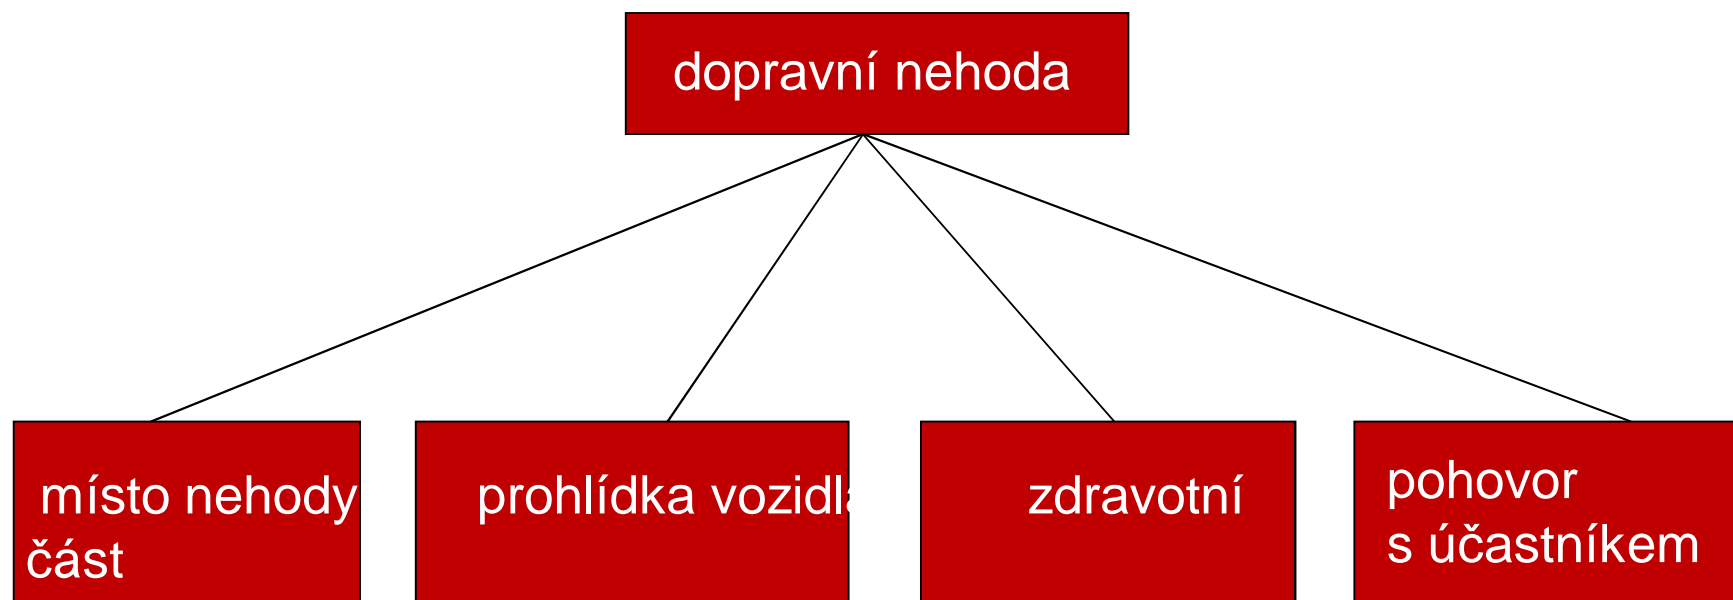 dopravní nehoda
místo nehody
část
prohlídka vozidla
zdravotní
pohovor
s účastníkem